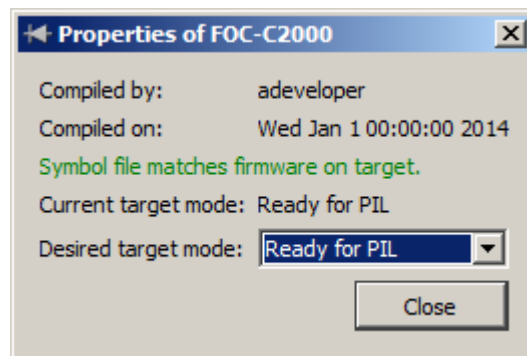 Properties of FOC-C2000
Compiled by: adeveloper
Compiled on: Wed Jan 1 00:00:00 2014
Symbol file matches firmware on target.
Current target mode: Ready for PIL
Desired target mode: Ready for PIL
Close